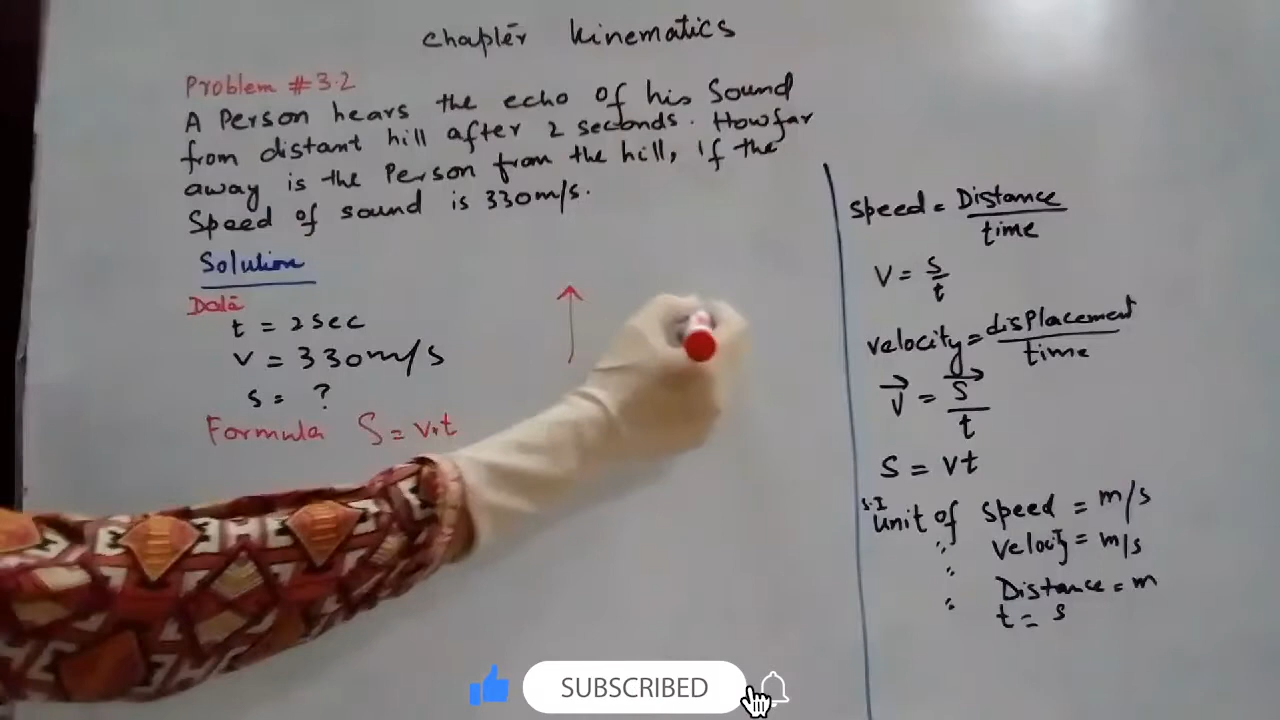 chapter kinematics
Problem # 3.2
A Person hears the echo of his Sound
from distant hill after 2 seconds. How far
away is the Person from the hill, if the
Speed of sound is 330m/s.
Solution
Data
t = 2 sec
v = 330m/s
s = ?
Formula S = v.t
speed = Distance
time
V = S
t
velocity = displacement
time
V = S
t
S = vt
S.I
unit of speed = m/s
" velocity = m/s
"
" Distance = m
t = s
SUBSCRIBED